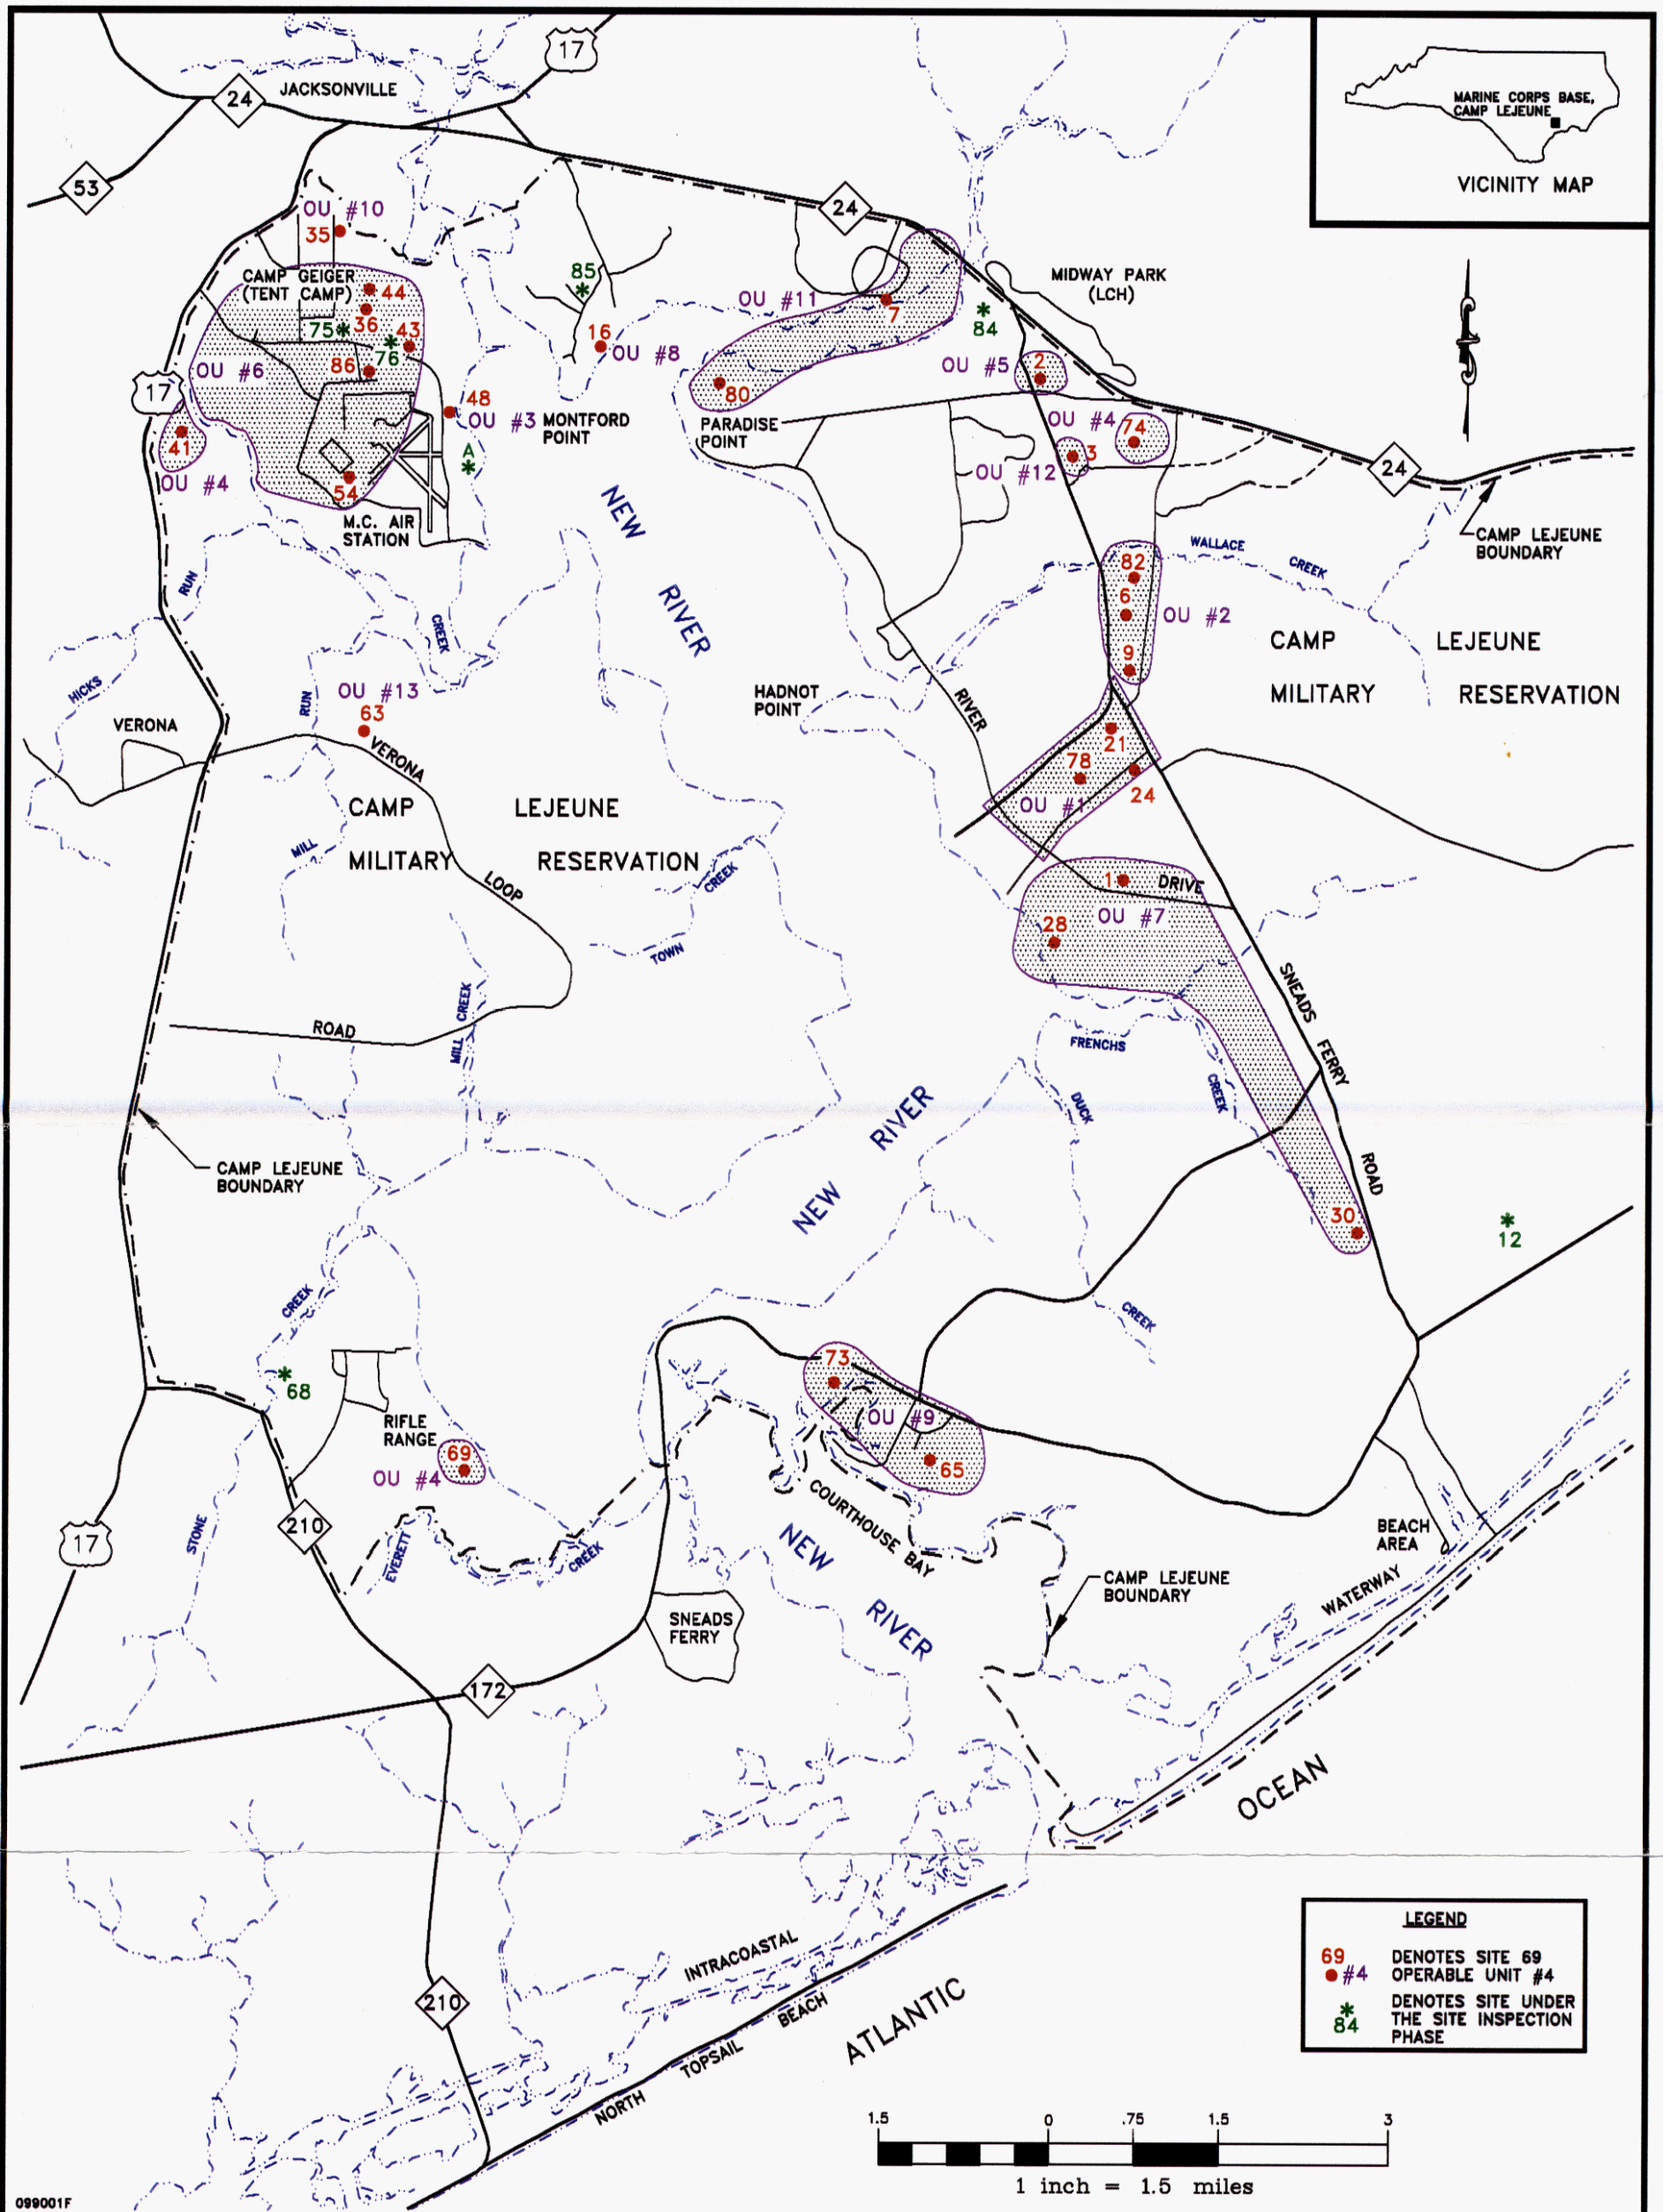 17
24
JACKSONVILLE
53
MARINE CORPS BASE,
CAMP LEJEUNE
VICINITY MAP
24
OU #10
35
CAMP GEIGER
(TENT CAMP)
44
36
75
43
76
86
OU #6
17
41
OU #4
54
M.C. AIR
STATION
48
OU #3
A
MONTFORD
POINT
85
16
OU #8
OU #11
7
80
PARADISE
POINT
84
MIDWAY PARK
(LCH)
OU #5
2
OU #4
74
3
OU #12
24
CAMP LEJEUNE
BOUNDARY
NEW
RIVER
WALLACE
CREEK
82
6
9
OU #2
CAMP LEJEUNE
MILITARY RESERVATION
RUN
CREEK
HICKS
RUN
VERONA
OU #13
63
VERONA
LOOP
ROAD
HADNOT
POINT
RIVER
DRIVE
21
78
24
OU #1
CAMP LEJEUNE
MILITARY RESERVATION
MILL
CREEK
TOWN
1
OU #7
28
SNEADS
FERRY
ROAD
MILL CREEK
FRENCHS
CREEK
DUCK
CREEK
NEW
RIVER
30
12
CAMP LEJEUNE
BOUNDARY
CREEK
68
RIFLE
RANGE
69
OU #4
73
OU #9
65
COURTHOUSE BAY
210
17
STONE
EVERETT
CREEK
NEW
RIVER
BEACH
AREA
CAMP LEJEUNE
BOUNDARY
WATERWAY
SNEADS
FERRY
172
OCEAN
INTRACOASTAL
210
NORTH TOPSAIL BEACH
ATLANTIC
LEGEND
69
#4
DENOTES SITE 69
OPERABLE UNIT #4
84
DENOTES SITE UNDER
THE SITE INSPECTION
PHASE
1.5 0 .75 1.5 3
1 inch = 1.5 miles
099001F